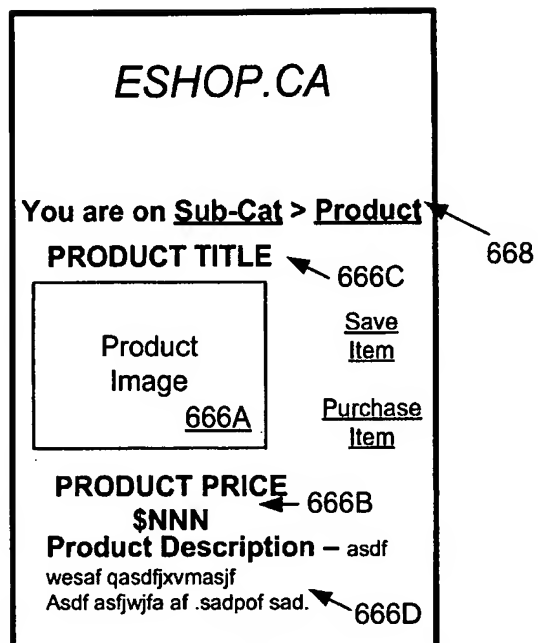 ESHOP.CA
You are on Sub-Cat > Product
668
PRODUCT TITLE
666C
Product
Image
666A
Save
Item
Purchase
Item
PRODUCT PRICE
$NNN
666B
Product Description – asdf
wesaf qasdfjxvmasjf
Asdf asfjwjfa af .sadpof sad.
666D